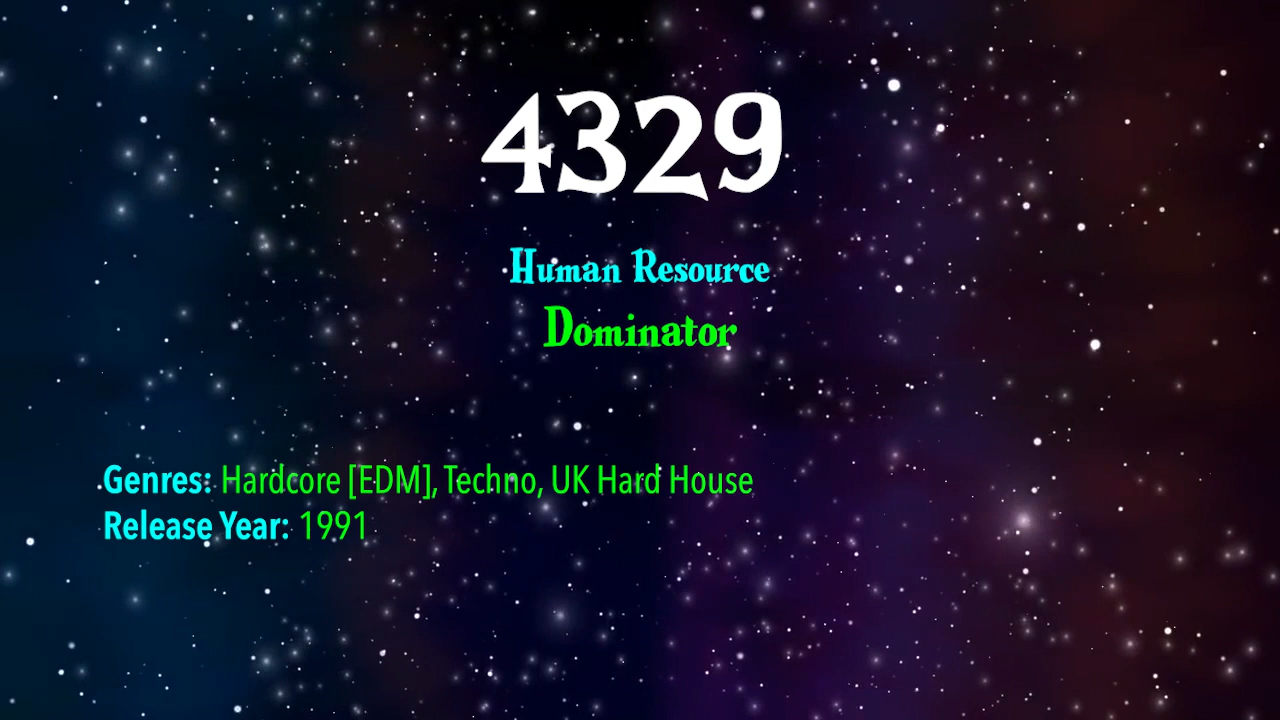 4329
Human Resource
Dominator
Genres: Hardcore [EDM], Techno, UK Hard House
Release Year: 1991